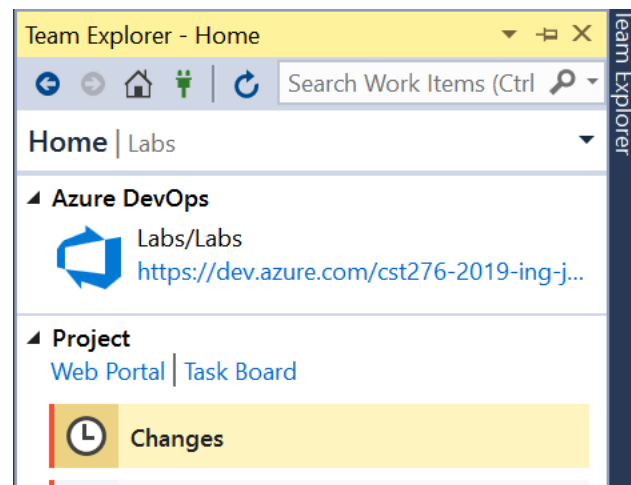 Team Explorer - Home
Search Work Items (Ctrl
Home | Labs
Azure DevOps
Labs/Labs
https://dev.azure.com/cst276-2019-ing-j...
Project
Web Portal | Task Board
Changes
Team Explorer